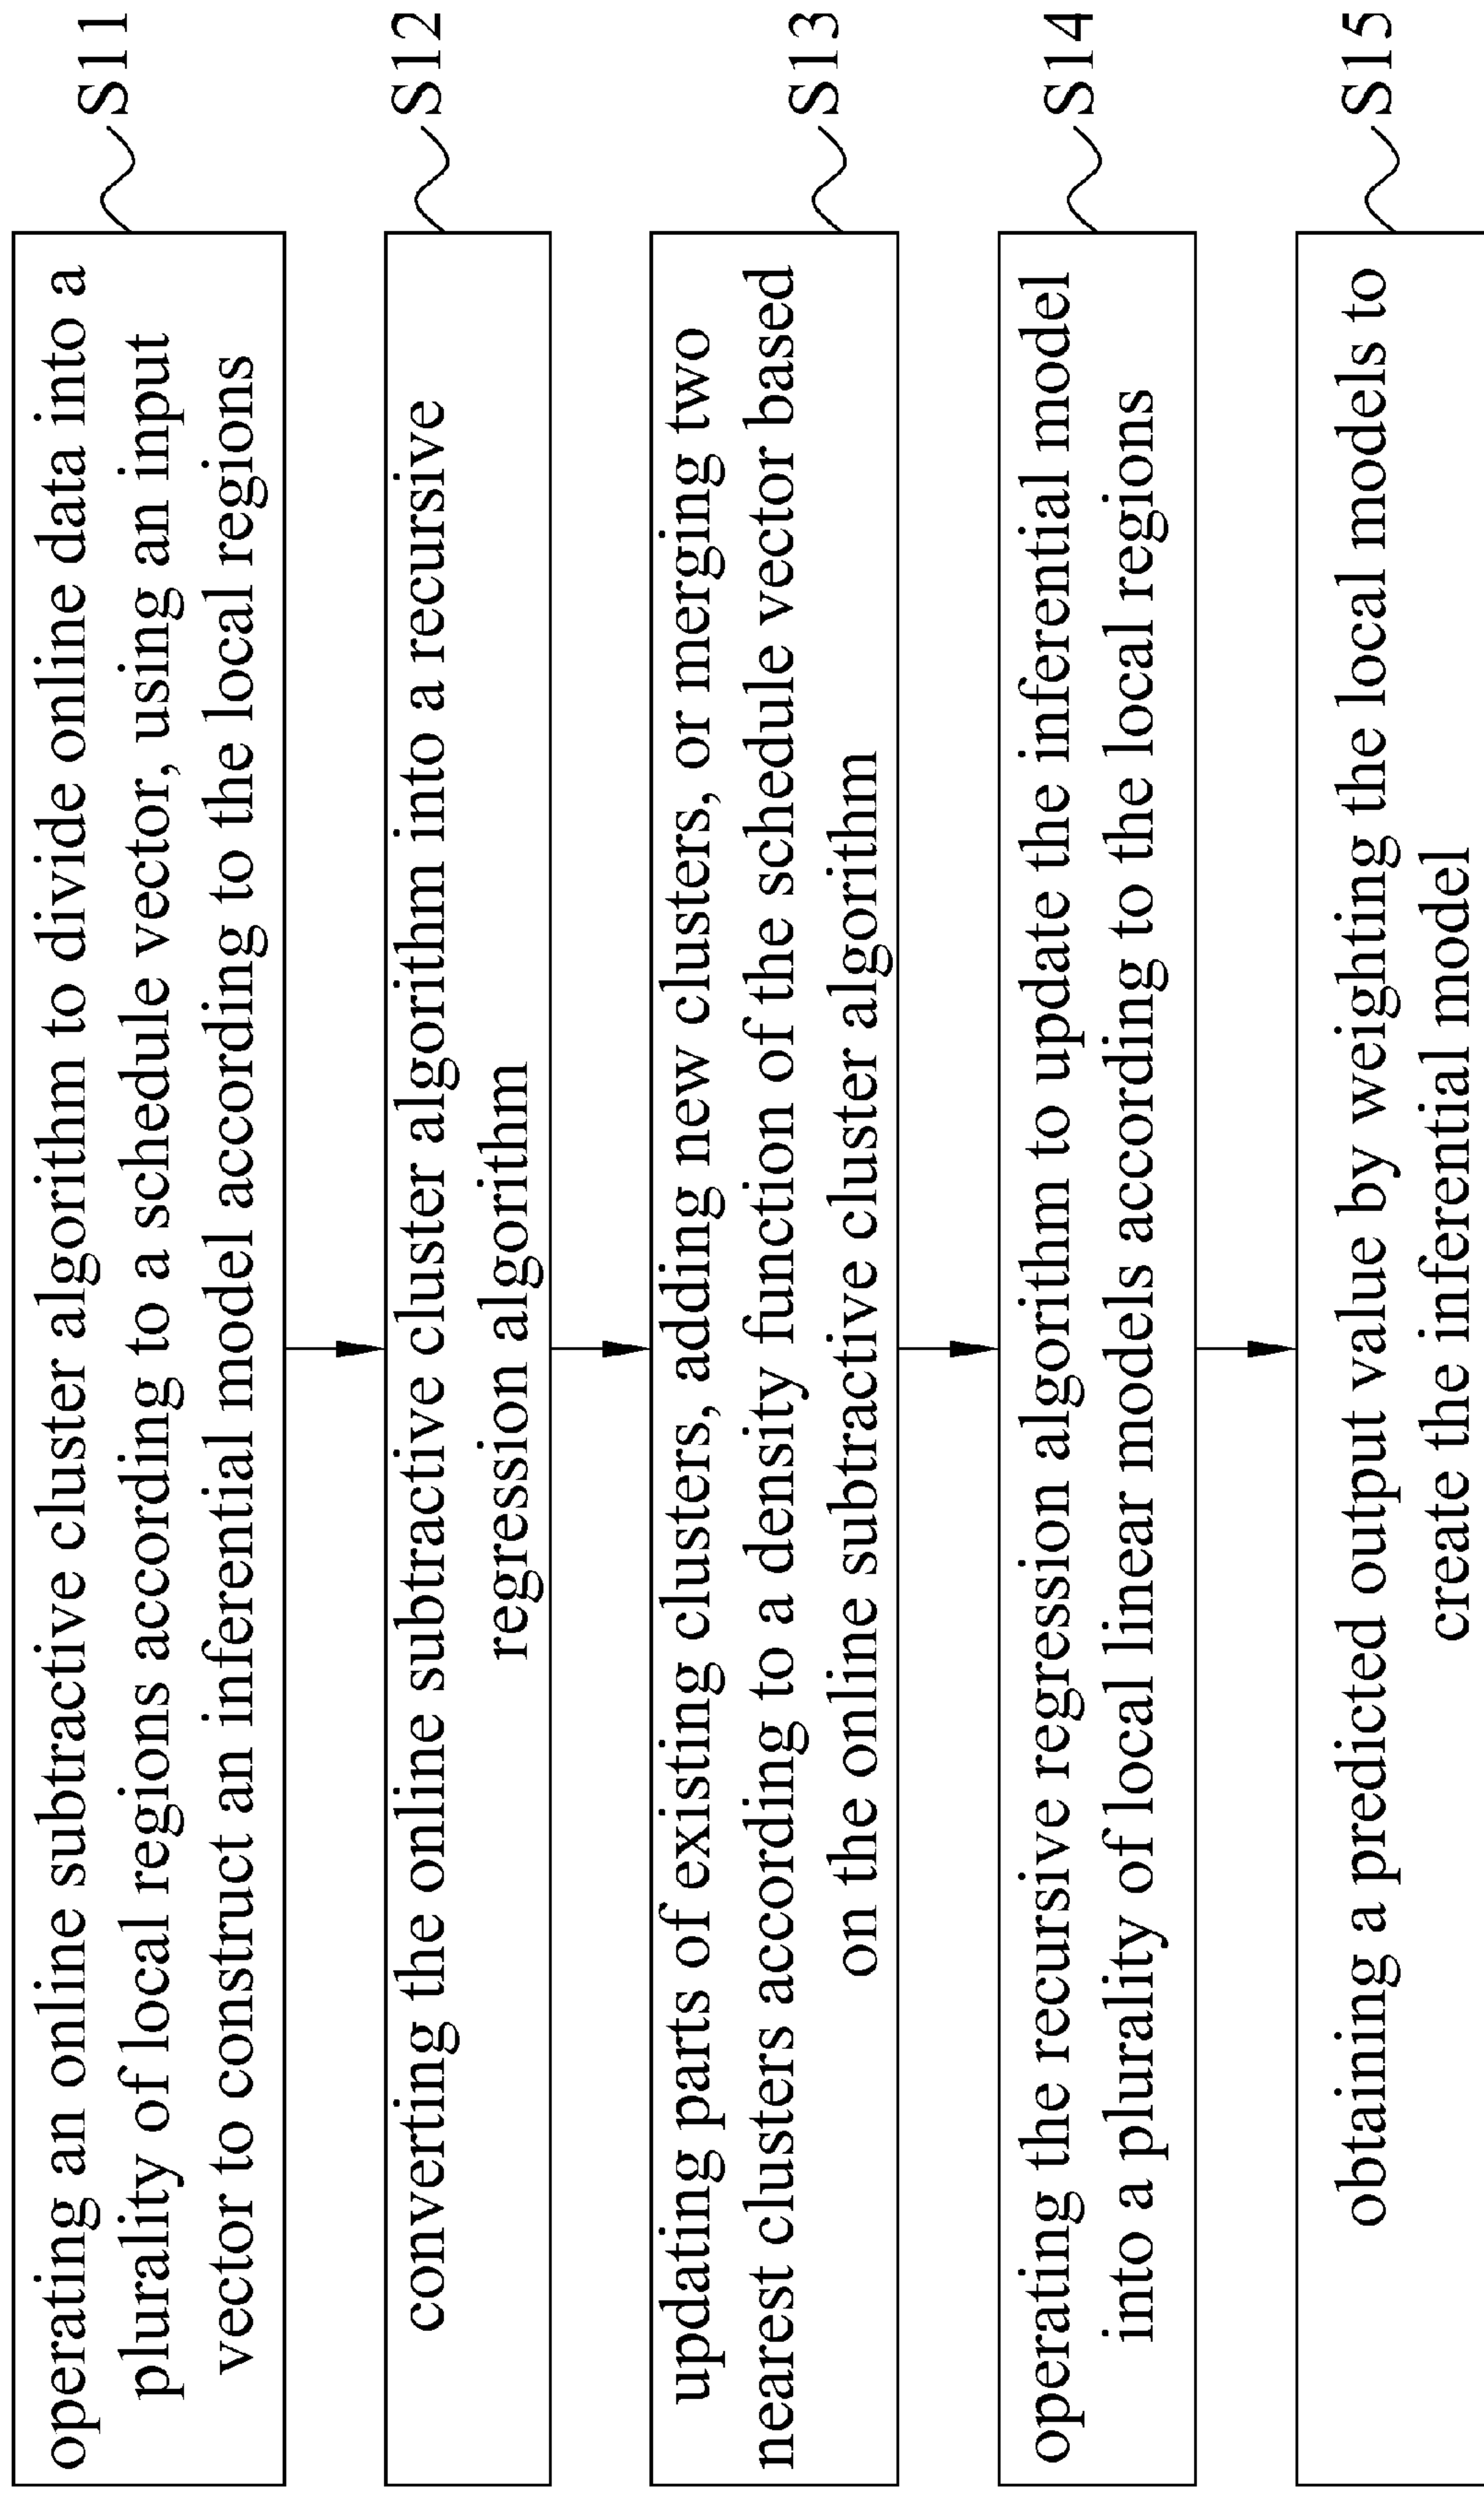 operating an online subtractive cluster algorithm to divide online data into a
plurality of local regions according to a schedule vector, using an input
vector to construct an inferential model according to the local regions
S11
converting the online subtractive cluster algorithm into a recursive
regression algorithm
S12
updating parts of existing clusters, adding new clusters, or merging two
nearest clusters according to a density function of the schedule vector based
on the online subtractive cluster algorithm
S13
operating the recursive regression algorithm to update the inferential model
into a plurality of local linear models according to the local regions
S14
obtaining a predicted output value by weighting the local models to
create the inferential model
S15